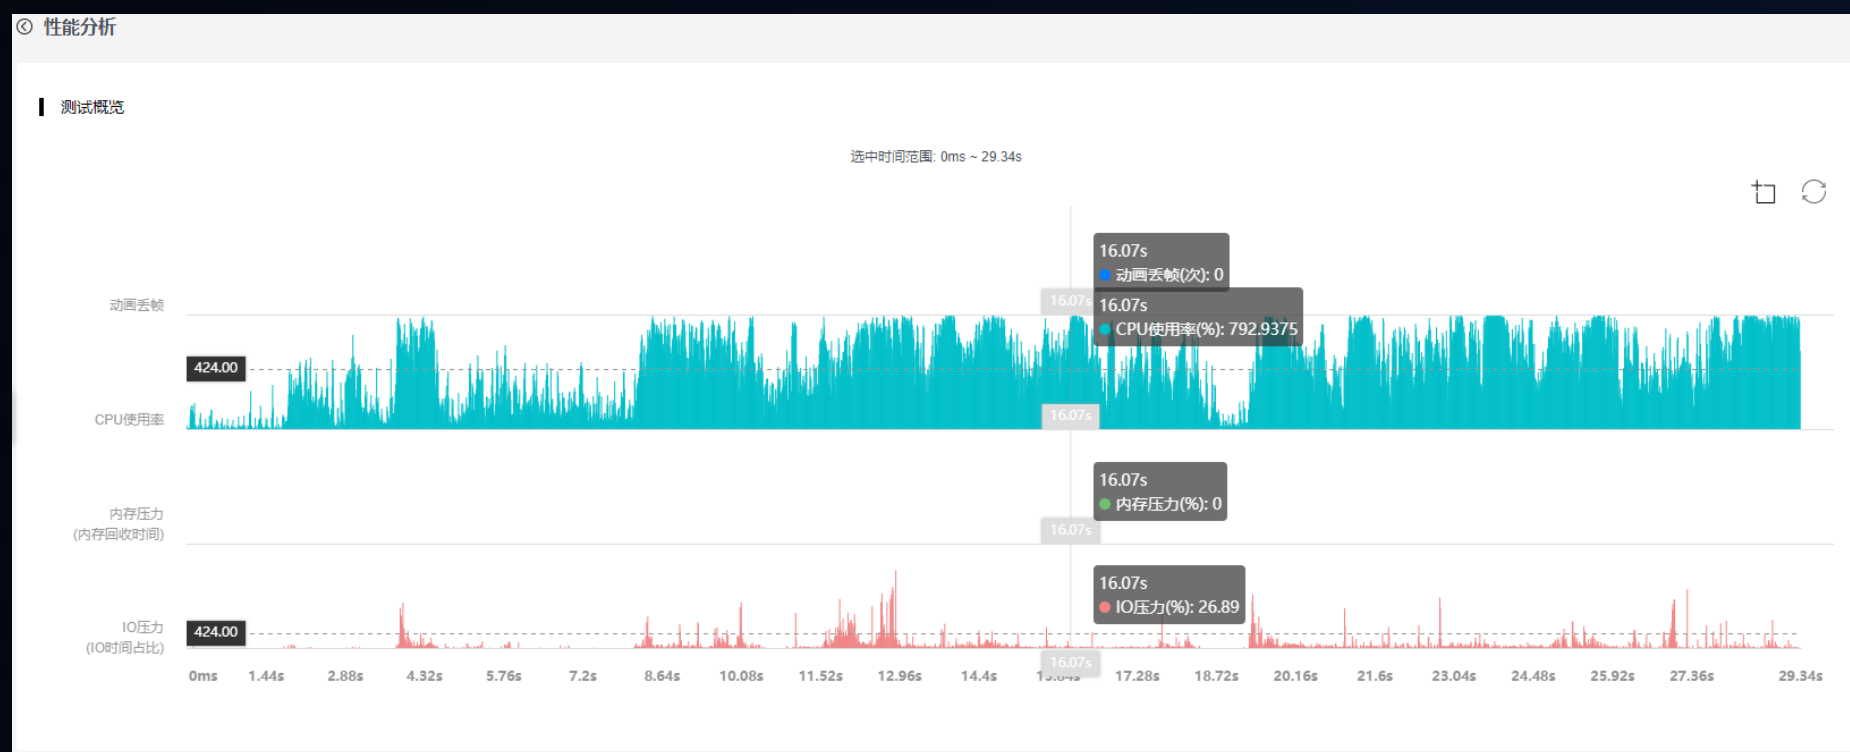 性能分析
测试概览
选中时间范围: 0ms ~ 29.34s
16.07s
动画丢帧(次): 0
动画丢帧
16.07s
16.07s
CPU使用率(%): 792.9375
424.00
CPU使用率
16.07s
16.07s
内存压力(%): 0
内存压力
(内存回收时间)
16.07s
16.07s
IO压力(%): 26.89
IO压力
424.00
(IO时间占比)
16.07s
0ms 1.44s 2.88s 4.32s 5.76s 7.2s 8.64s 10.08s 11.52s 12.96s 14.4s 15.84s 17.28s 18.72s 20.16s 21.6s 23.04s 24.48s 25.92s 27.36s 29.34s